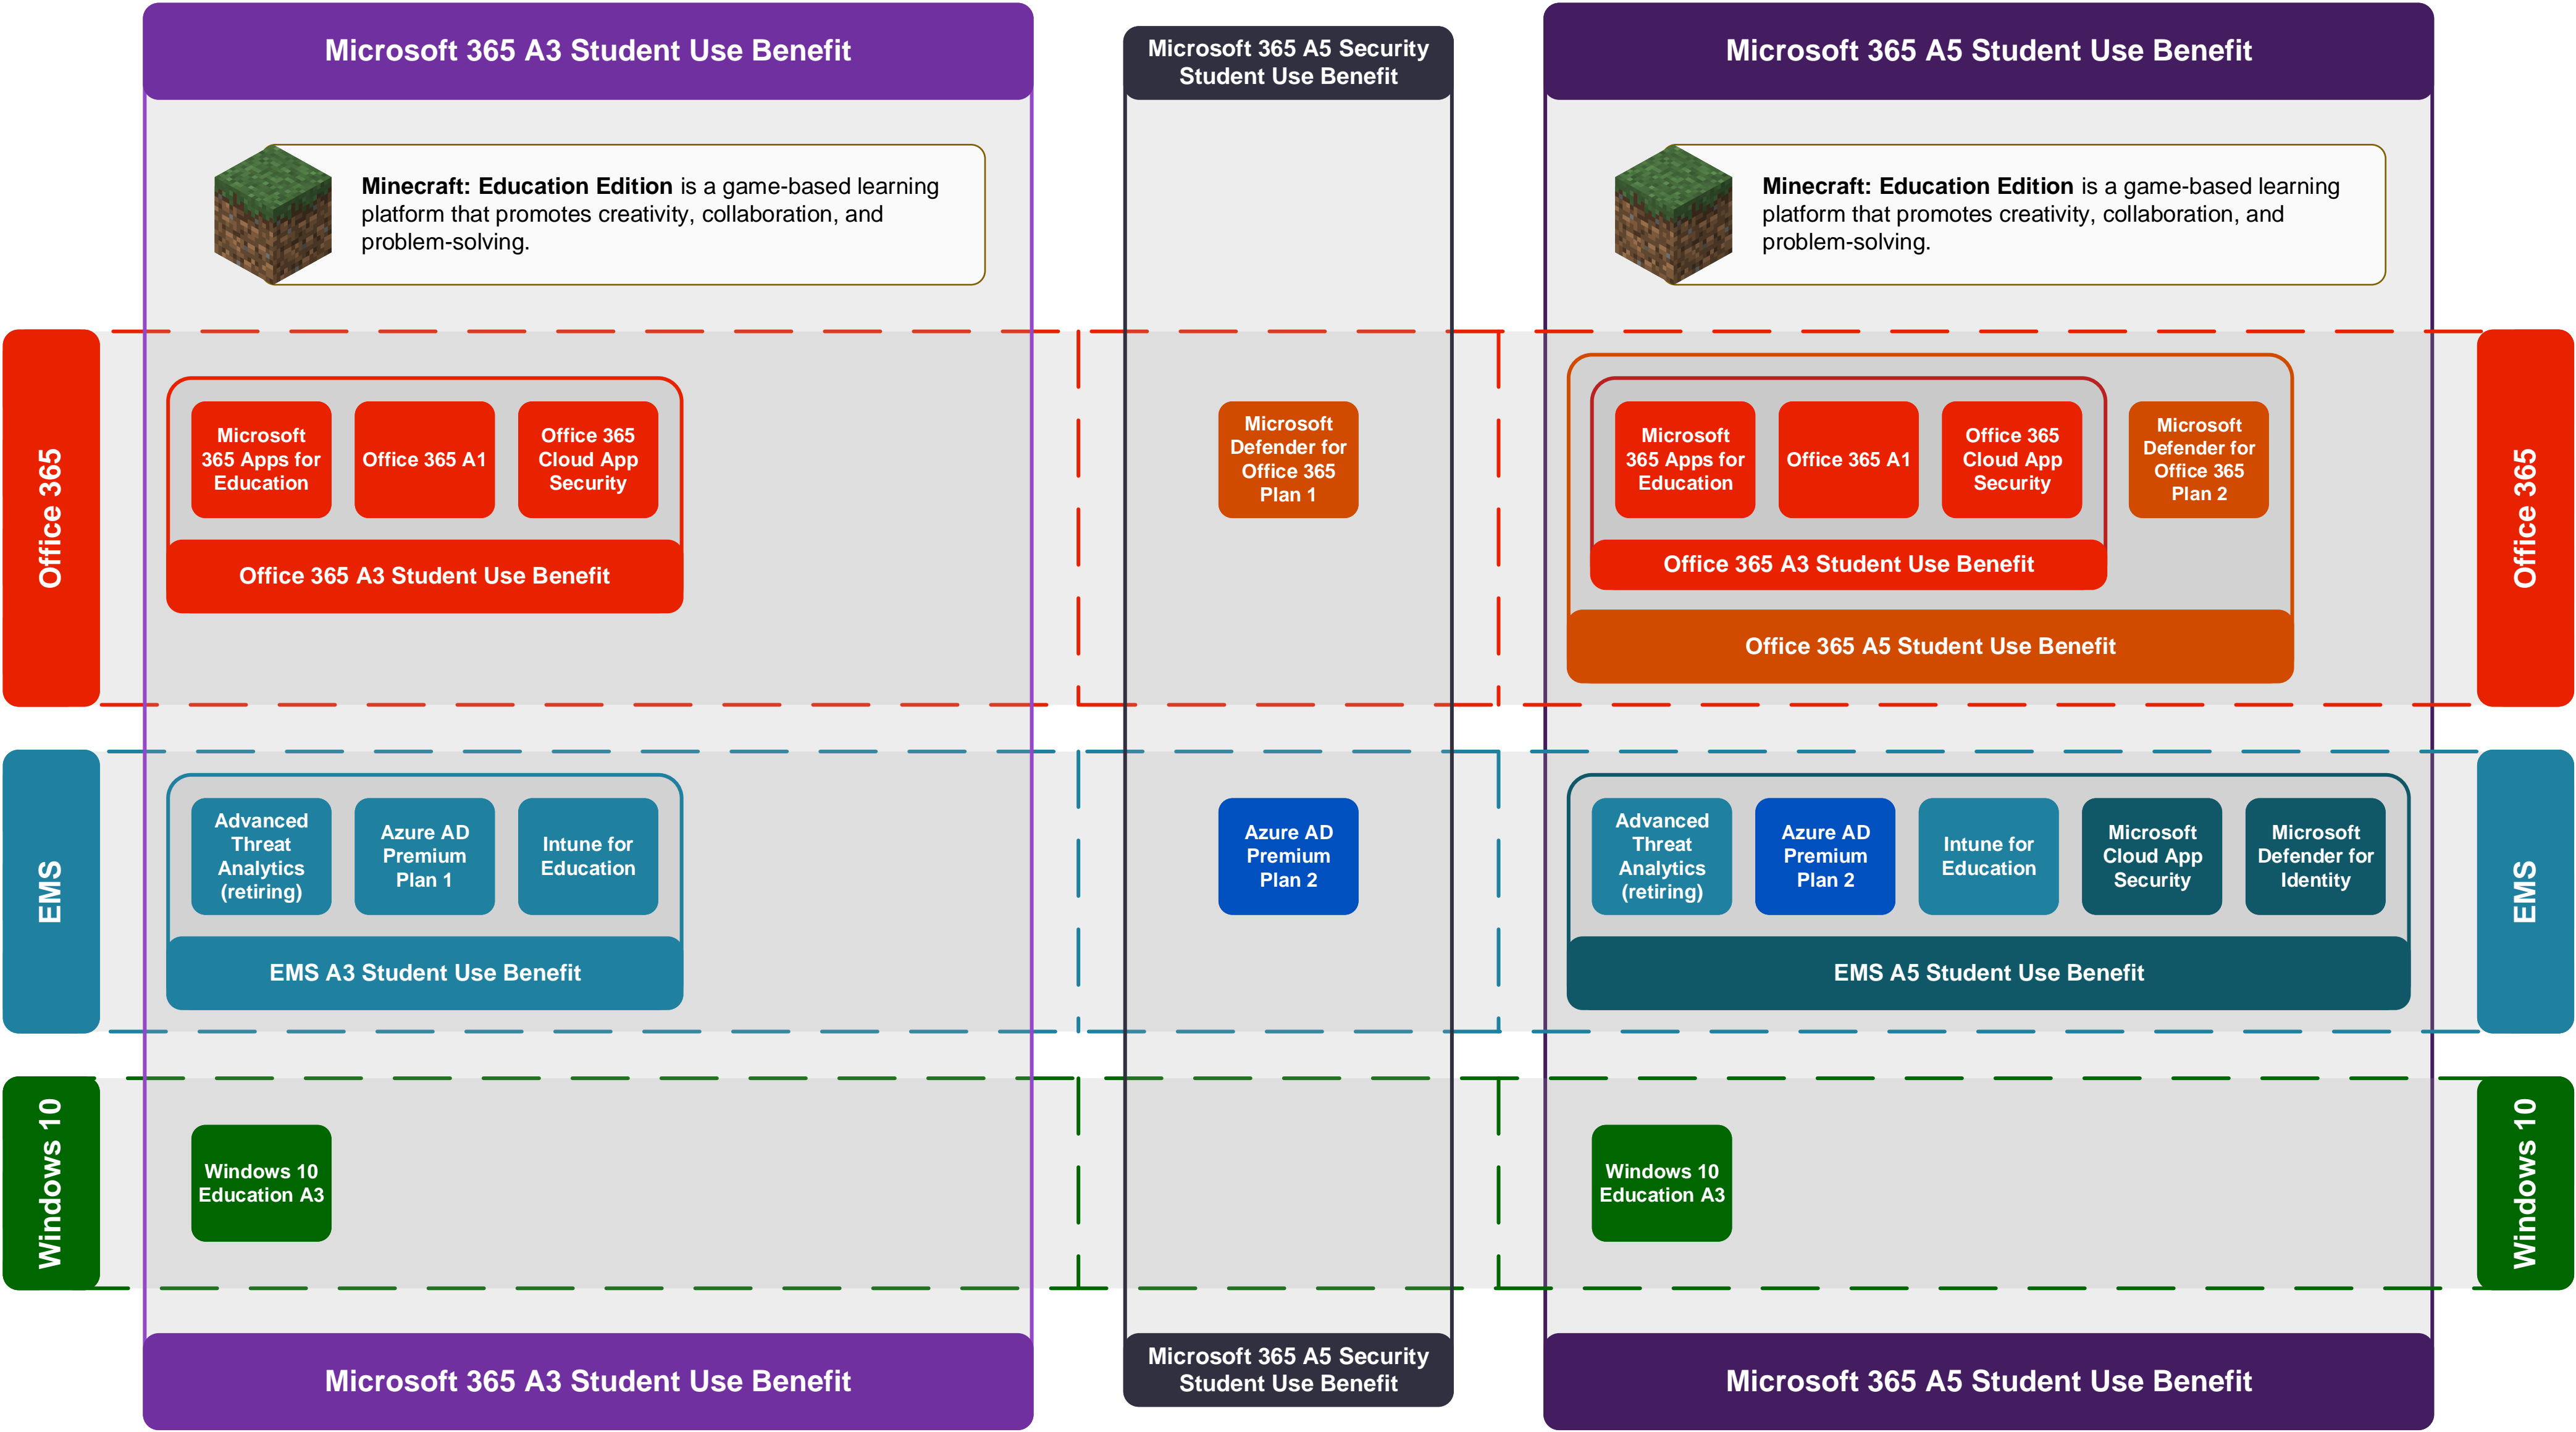 Microsoft 365 A3 Student Use Benefit
Microsoft 365 A5 Security
Student Use Benefit
Microsoft 365 A5 Student Use Benefit
Minecraft: Education Edition is a game-based learning
platform that promotes creativity, collaboration, and
problem-solving.
Minecraft: Education Edition is a game-based learning
platform that promotes creativity, collaboration, and
problem-solving.
Office 365
Microsoft
365 Apps for
Education
Office 365 A1
Office 365
Cloud App
Security
Office 365 A3 Student Use Benefit
Microsoft
Defender for
Office 365
Plan 1
Microsoft
365 Apps for
Education
Office 365 A1
Office 365
Cloud App
Security
Office 365 A3 Student Use Benefit
Microsoft
Defender for
Office 365
Plan 2
Office 365 A5 Student Use Benefit
Office 365
EMS
Advanced
Threat
Analytics
(retiring)
Azure AD
Premium
Plan 1
Intune for
Education
EMS A3 Student Use Benefit
Azure AD
Premium
Plan 2
Advanced
Threat
Analytics
(retiring)
Azure AD
Premium
Plan 2
Intune for
Education
Microsoft
Cloud App
Security
Microsoft
Defender for
Identity
EMS A5 Student Use Benefit
EMS
Windows 10
Windows 10
Education A3
Windows 10
Education A3
Windows 10
Microsoft 365 A3 Student Use Benefit
Microsoft 365 A5 Security
Student Use Benefit
Microsoft 365 A5 Student Use Benefit